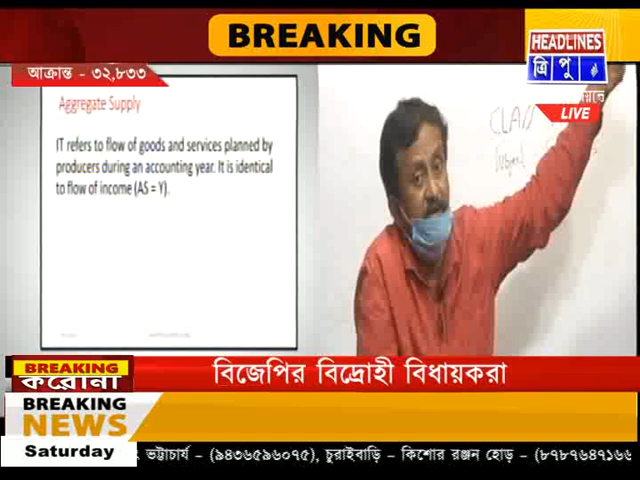 BREAKING
HEADLINES
ত্রিপুরা
LIVE
আক্রান্ত - ৩২,৮৩৩
Aggregate Supply
IT refers to flow of goods and services planned by
producers during an accounting year. It is identical
to flow of income (AS = Y).
CLASS
Subject
BREAKING
করোনা
বিজেপির বিদ্রোহী বিধায়করা
BREAKING
NEWS
Saturday
ভট্টাচার্য - (৯৪৩৬৫৯৬০৭৫), চুরাইবাড়ি - কিশোর রঞ্জন হোড় - (৮৭৮৭৬৪৭১৬৬